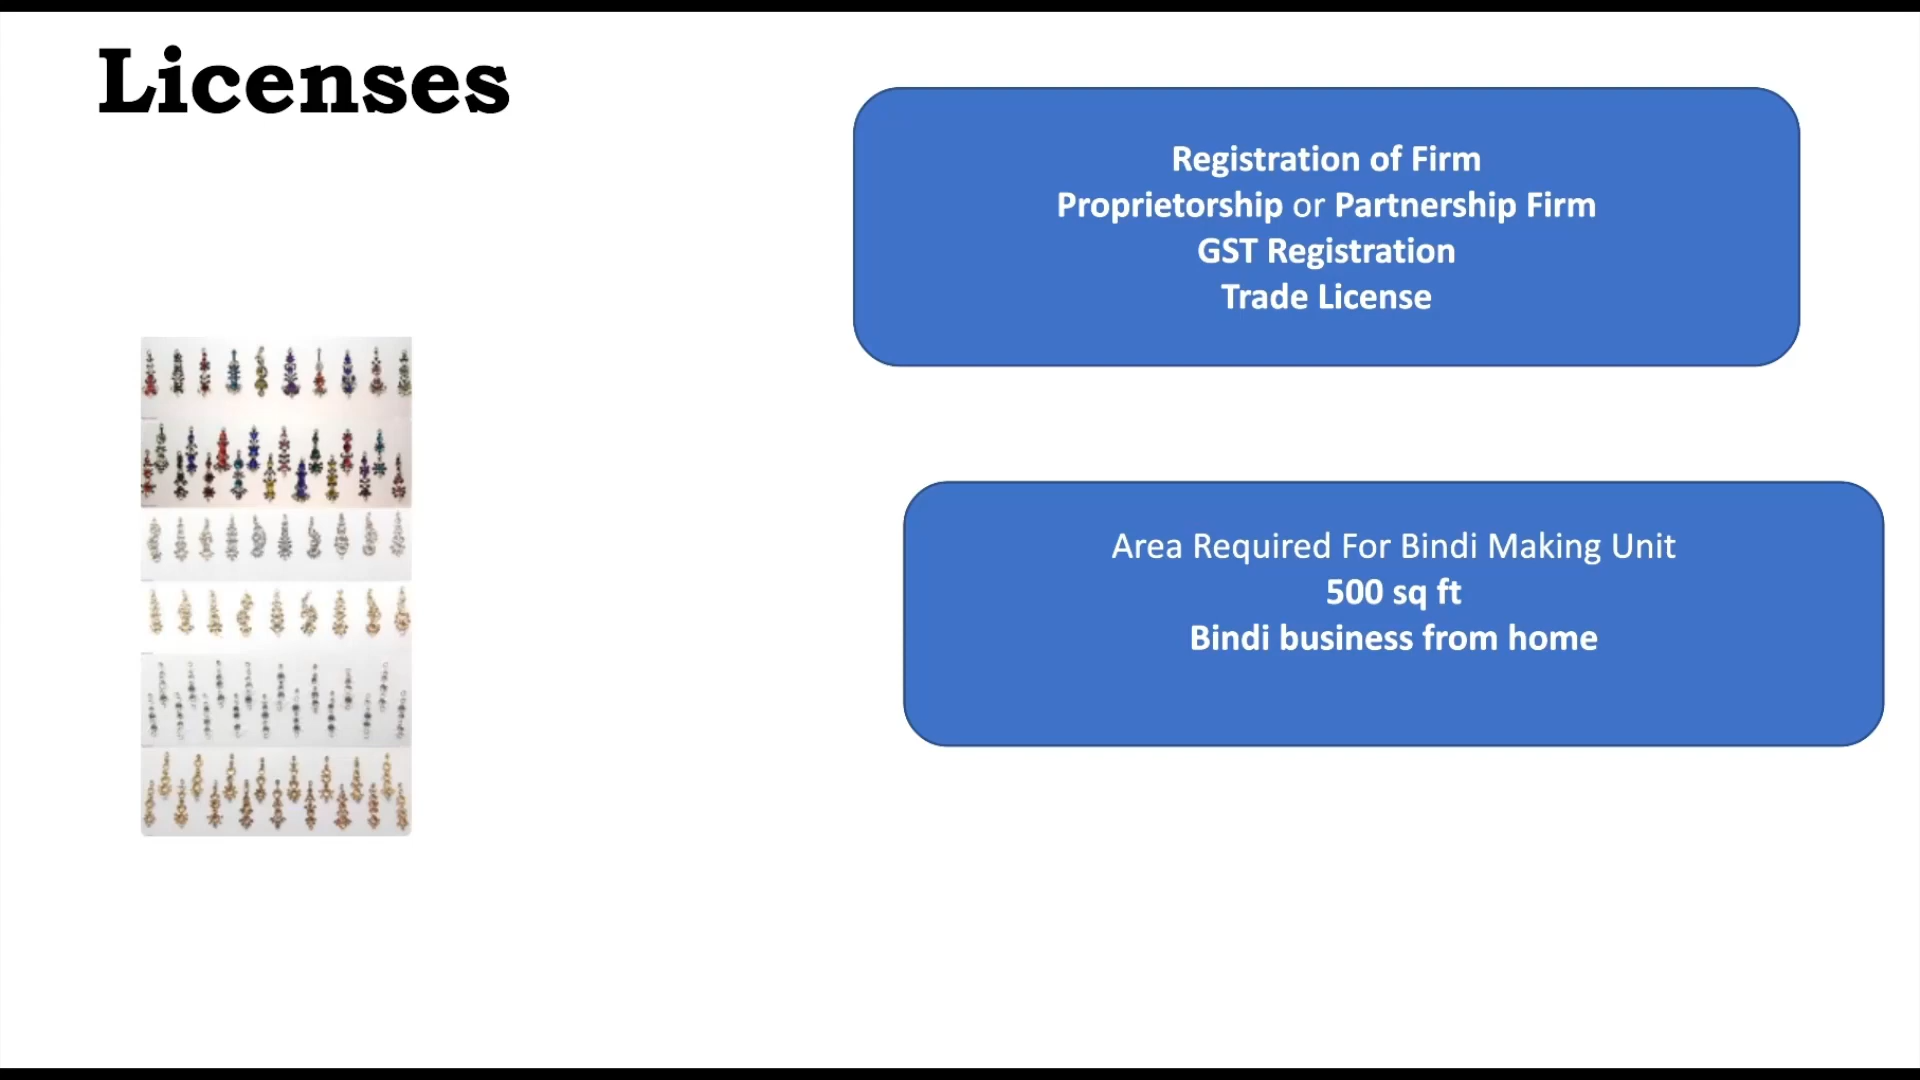 Licenses
Registration of Firm
Proprietorship or Partnership Firm
GST Registration
Trade License
Area Required For Bindi Making Unit
500 sq ft
Bindi business from home